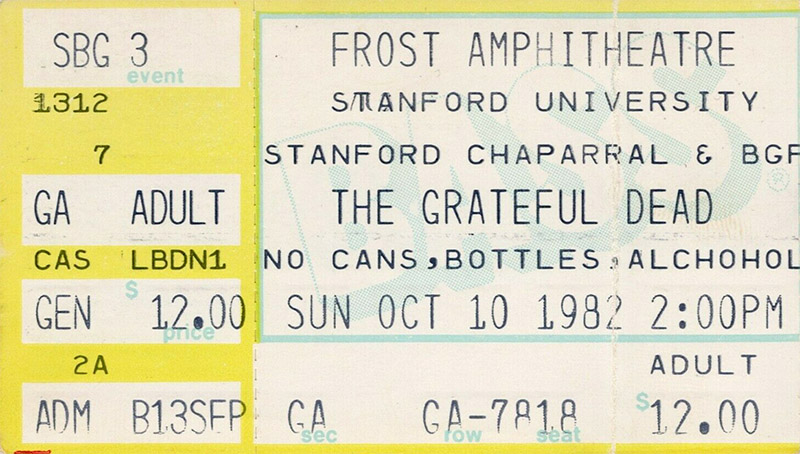 SBG 3
event
1312
7
GA ADULT
CAS LBDN1
$
GEN 12.00
price
2A
ADM B13SEP
FROST AMPHITHEATRE
STANFORD UNIVERSITY
STANFORD CHAPARRAL & BGP
BASS ®
THE GRATEFUL DEAD
NO CANS,BOTTLES,ALCHOHOL
SUN OCT 10 1982 2:00PM
ADULT
GA GA-7818 $12.00
sec row seat